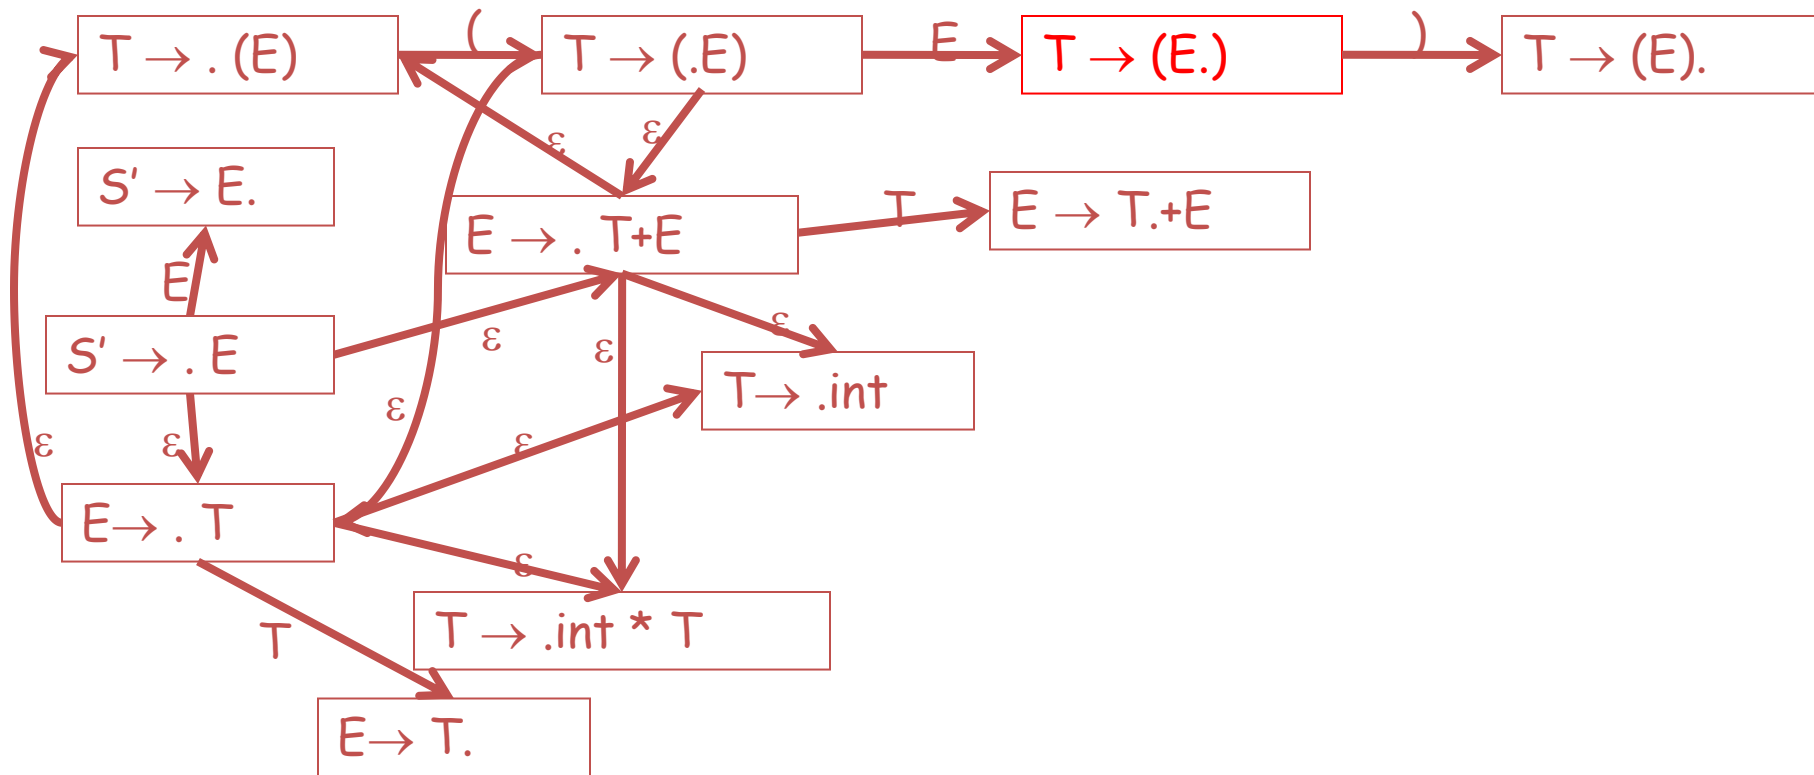 T → . (E)
(
T → (.E)
E
T → (E.)
)
T → (E).
ε
ε
S' → E.
E → . T+E
T
E → T.+E
E
S' → . E
ε
ε
ε
T→ .int
ε
ε
ε
ε
E→ . T
ε
T → .int * T
T
E→ T.